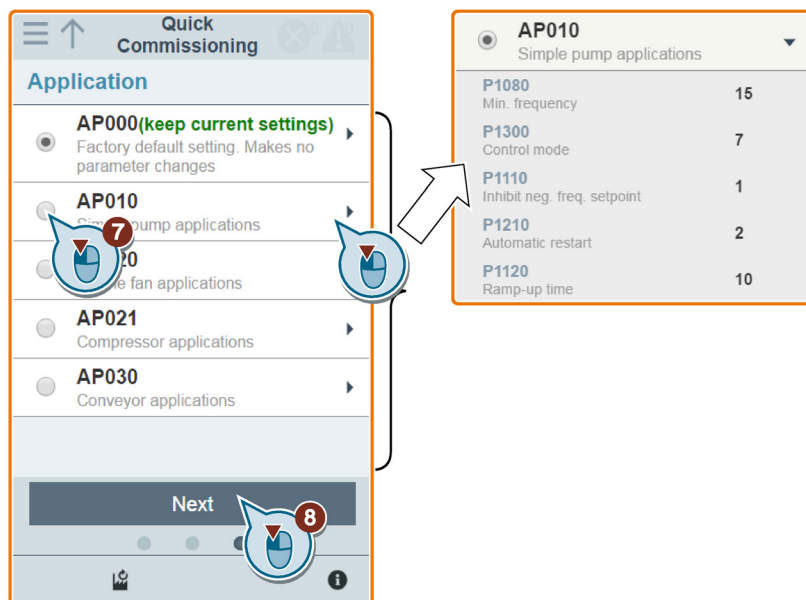 Quick
Commissioning
Application
AP000(keep current settings)
Factory default setting. Makes no
parameter changes
AP010
pump applications
7
20
fan applications
AP021
Compressor applications
AP030
Conveyor applications
Next
8
AP010
Simple pump applications
P1080
Min. frequency
15
P1300
Control mode
7
P1110
Inhibit neg. freq. setpoint
1
P1210
Automatic restart
2
P1120
Ramp-up time
10